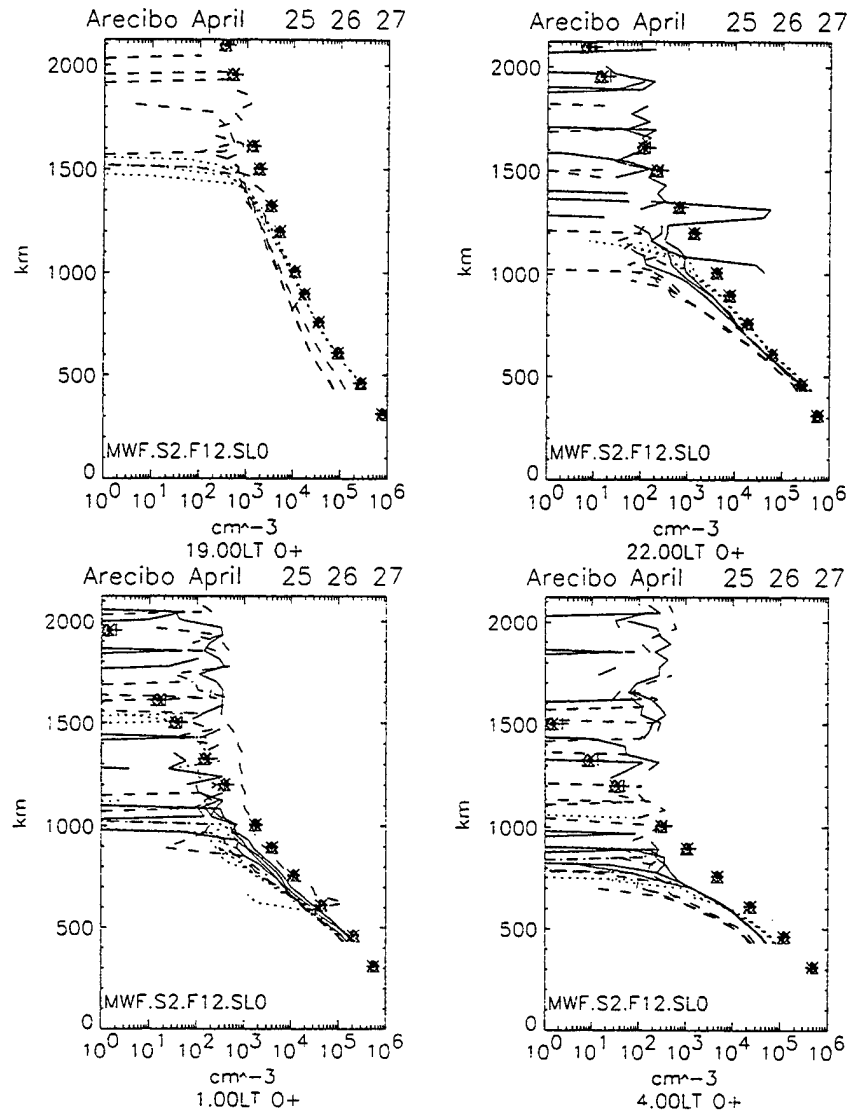 Arecibo April 25 26 27
2000
1500
1000
500
0
km
MWF.S2.F12.SL0
10^0 10^1 10^2 10^3 10^4 10^5 10^6
cm^-3
19.00LT O+
Arecibo April 25 26 27
2000
1500
1000
500
0
km
MWF.S2.F12.SL0
10^0 10^1 10^2 10^3 10^4 10^5 10^6
cm^-3
22.00LT O+
Arecibo April 25 26 27
2000
1500
1000
500
0
km
MWF.S2.F12.SL0
10^0 10^1 10^2 10^3 10^4 10^5 10^6
cm^-3
1.00LT O+
Arecibo April 25 26 27
2000
1500
1000
500
0
km
MWF.S2.F12.SL0
10^0 10^1 10^2 10^3 10^4 10^5 10^6
cm^-3
4.00LT O+